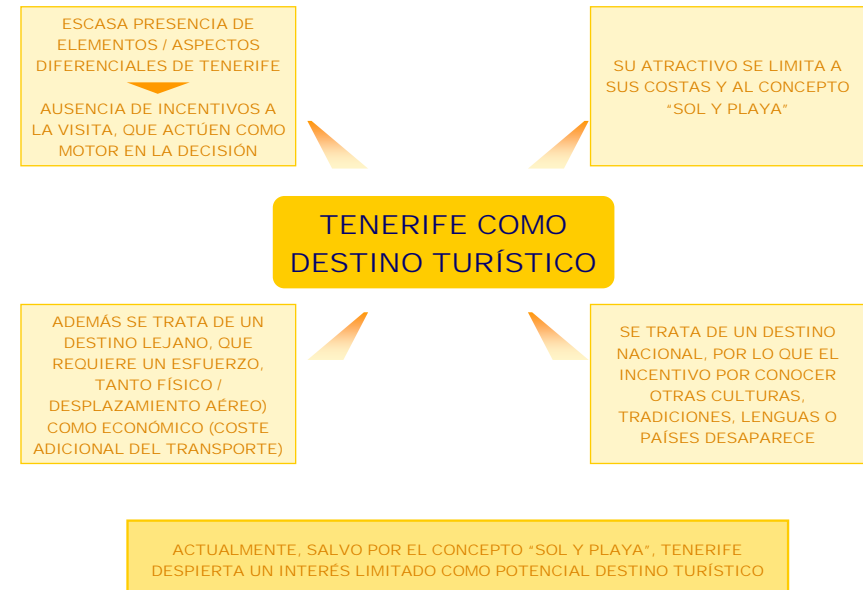 ESCASA PRESENCIA DE
ELEMENTOS / ASPECTOS
DIFERENCIALES DE TENERIFE
AUSENCIA DE INCENTIVOS A
LA VISITA, QUE ACTÚEN COMO
MOTOR EN LA DECISIÓN
SU ATRACTIVO SE LIMITA A
SUS COSTAS Y AL CONCEPTO
“SOL Y PLAYA”
TENERIFE COMO
DESTINO TURÍSTICO
ADEMÁS SE TRATA DE UN
DESTINO LEJANO, QUE
REQUIERE UN ESFUERZO,
TANTO FÍSICO /
DESPLAZAMIENTO AÉREO)
COMO ECONÓMICO (COSTE
ADICIONAL DEL TRANSPORTE)
SE TRATA DE UN DESTINO
NACIONAL, POR LO QUE EL
INCENTIVO POR CONOCER
OTRAS CULTURAS,
TRADICIONES, LENGUAS O
PAÍSES DESAPARECE
ACTUALMENTE, SALVO POR EL CONCEPTO “SOL Y PLAYA”, TENERIFE
DESPIERTA UN INTERÉS LIMITADO COMO POTENCIAL DESTINO TURÍSTICO